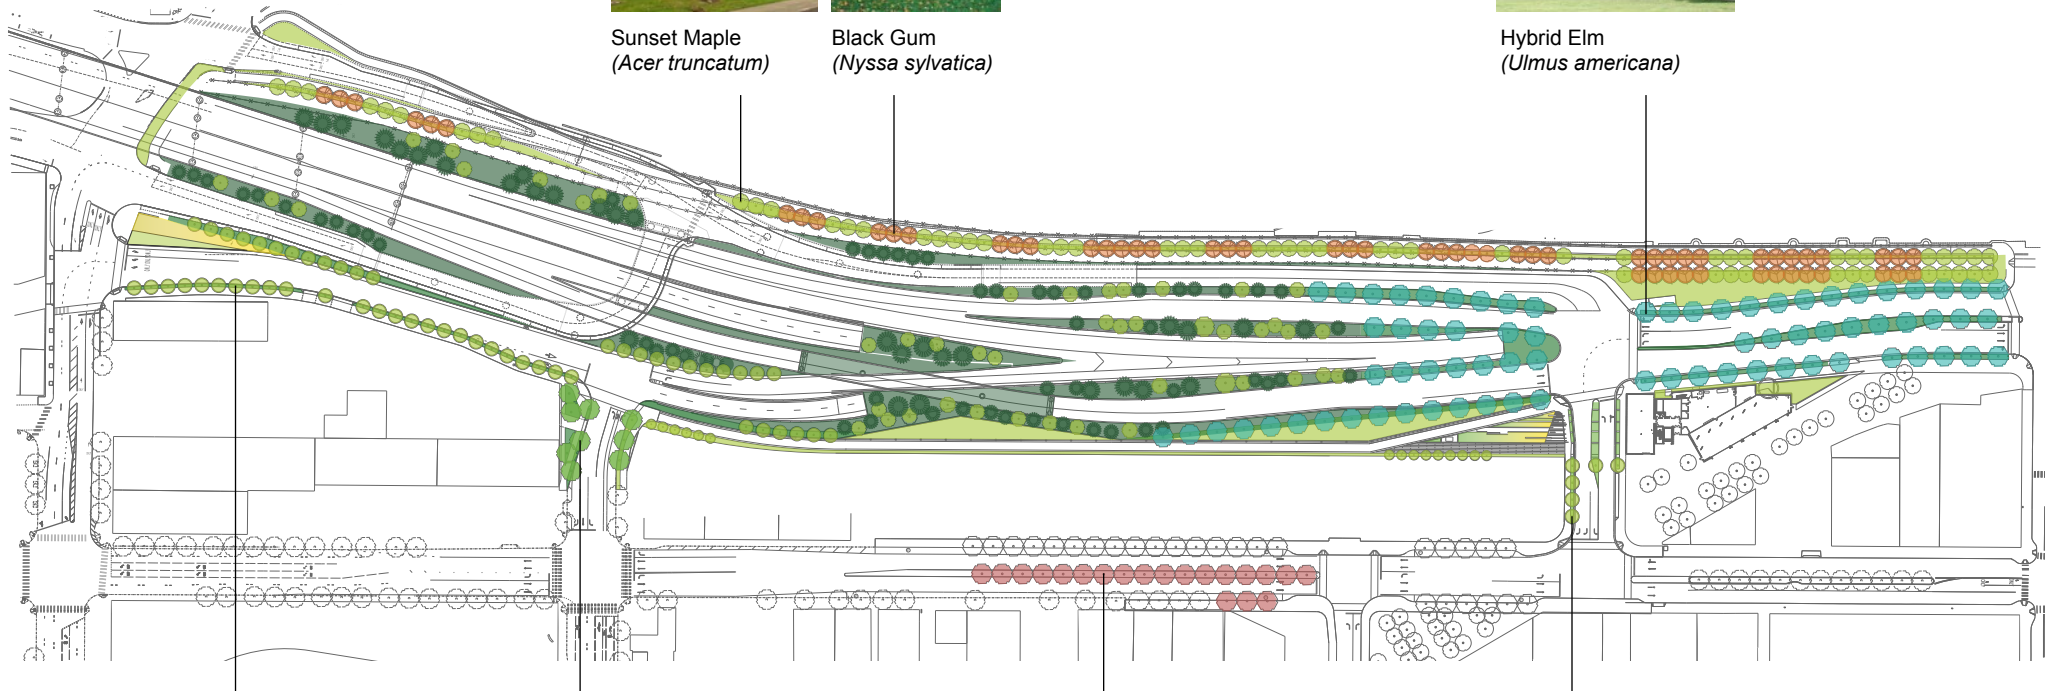 Sunset Maple
(Acer truncatum)
Black Gum
(Nyssa sylvatica)
Hybrid Elm
(Ulmus americana)